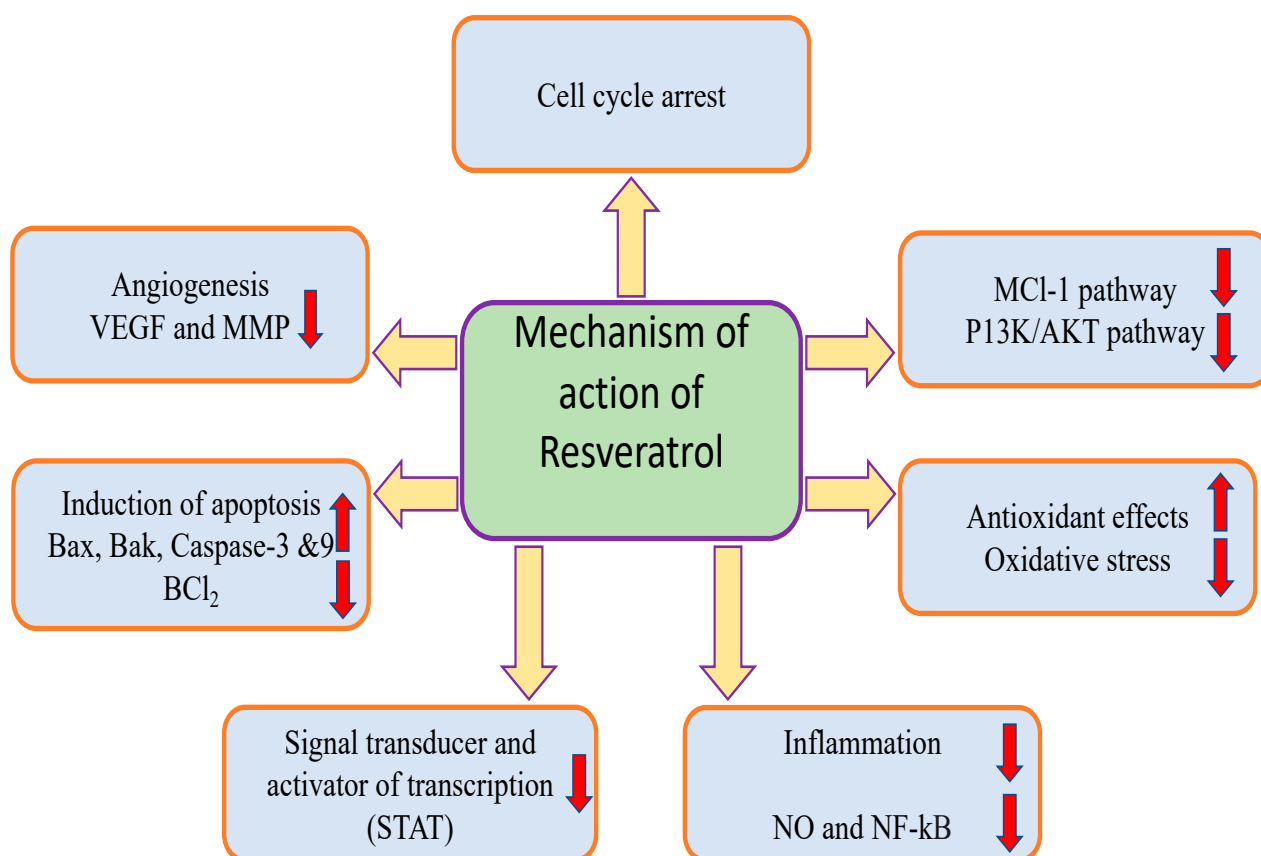 Cell cycle arrest
Angiogenesis
VEGF and MMP
MCl-1 pathway
P13K/AKT pathway
Mechanism of
action of
Resveratrol
Induction of apoptosis
Bax, Bak, Caspase-3 &9
BCl₂
Antioxidant effects
Oxidative stress
Signal transducer and
activator of transcription
(STAT)
Inflammation
NO and NF-kB